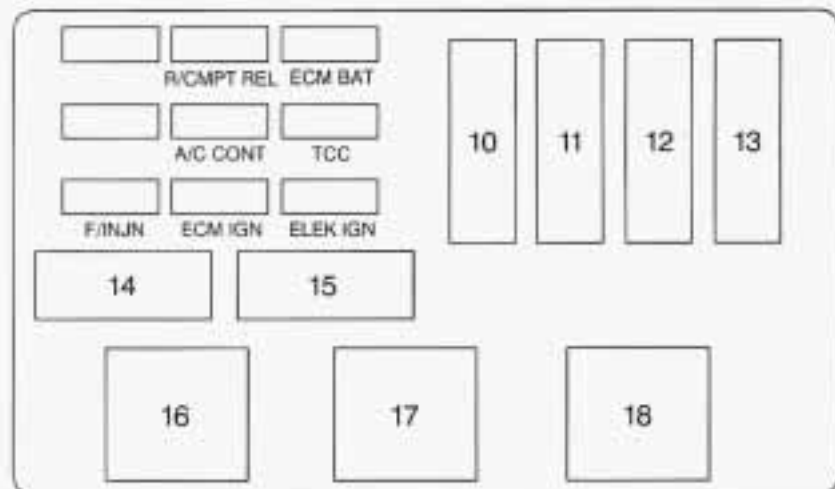 R/CMPT REL ECM BAT
A/C CONT TCC
10 11 12 13
F/INJN ECM IGN ELEK IGN
14 15
16 17 18